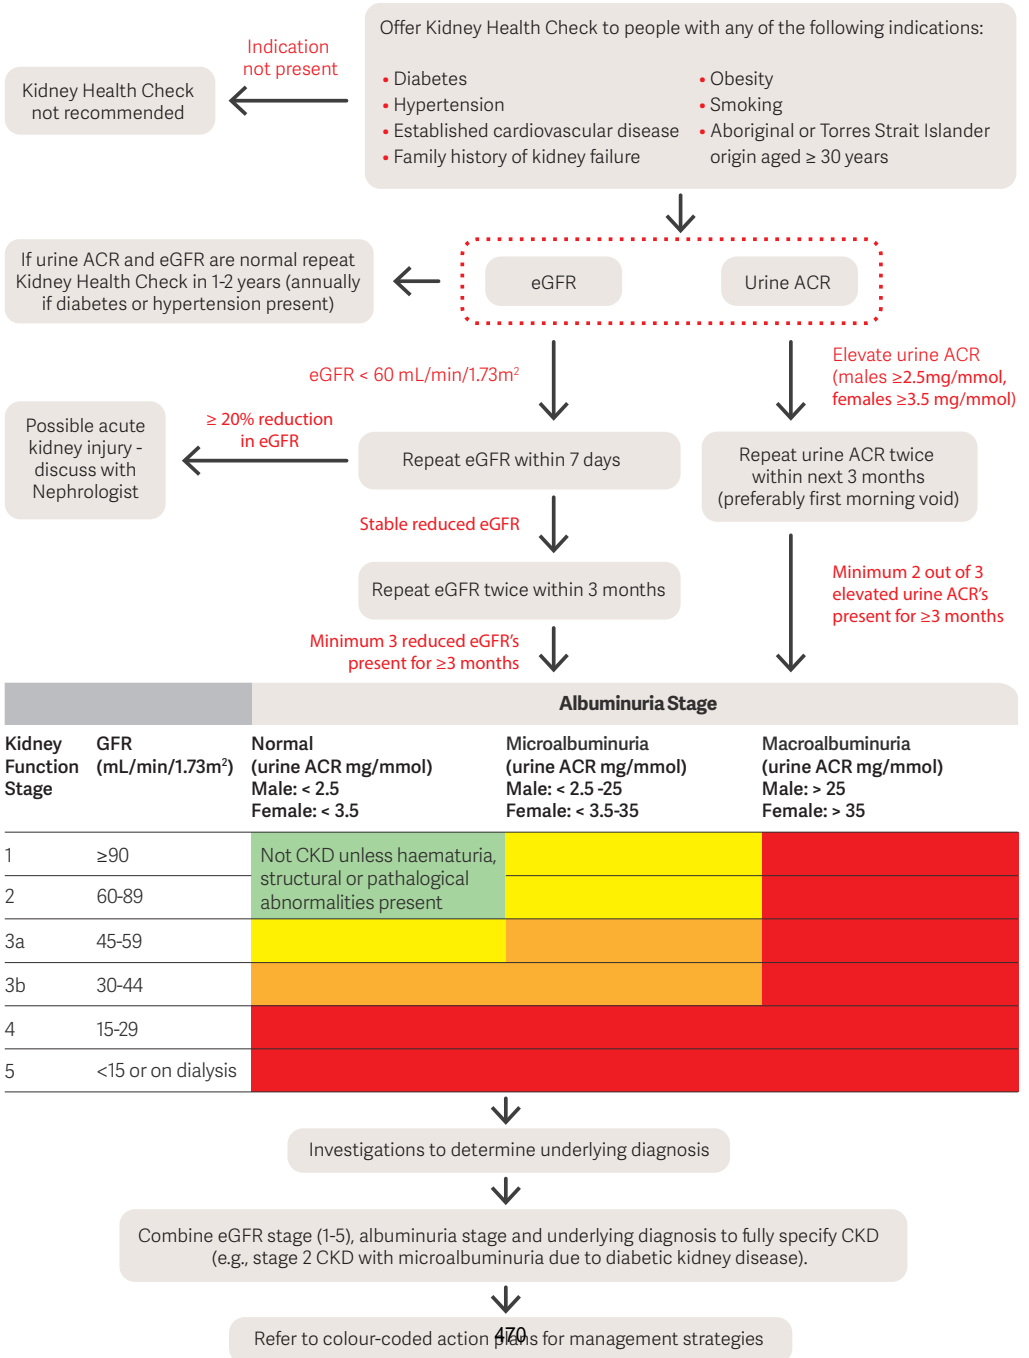 Offer Kidney Health Check to people with any of the following indications:
• Diabetes
• Hypertension
• Established cardiovascular disease
• Family history of kidney failure
• Obesity
• Smoking
• Aboriginal or Torres Strait Islander
origin aged ≥ 30 years
Indication
not present
Kidney Health Check
not recommended
If urine ACR and eGFR are normal repeat
Kidney Health Check in 1-2 years (annually
if diabetes or hypertension present)
eGFR
Urine ACR
eGFR < 60 mL/min/1.73m²
Elevate urine ACR
(males ≥2.5mg/mmol,
females ≥3.5 mg/mmol)
Possible acute
kidney injury -
discuss with
Nephrologist
≥ 20% reduction
in eGFR
Repeat eGFR within 7 days
Repeat urine ACR twice
within next 3 months
(preferably first morning void)
Stable reduced eGFR
Repeat eGFR twice within 3 months
Minimum 2 out of 3
elevated urine ACR's
present for ≥3 months
Minimum 3 reduced eGFR's
present for ≥3 months
Albuminuria Stage
Kidney
Function
Stage
GFR
(mL/min/1.73m²)
Normal
(urine ACR mg/mmol)
Male: < 2.5
Female: < 3.5
Microalbuminuria
(urine ACR mg/mmol)
Male: < 2.5 -25
Female: < 3.5-35
Macroalbuminuria
(urine ACR mg/mmol)
Male: > 25
Female: > 35
1 ≥90
2 60-89
Not CKD unless haematuria,
structural or pathalogical
abnormalities present
3a 45-59
3b 30-44
4 15-29
5 <15 or on dialysis
Investigations to determine underlying diagnosis
Combine eGFR stage (1-5), albuminuria stage and underlying diagnosis to fully specify CKD
(e.g., stage 2 CKD with microalbuminuria due to diabetic kidney disease).
Refer to colour-coded action plans for management strategies
470